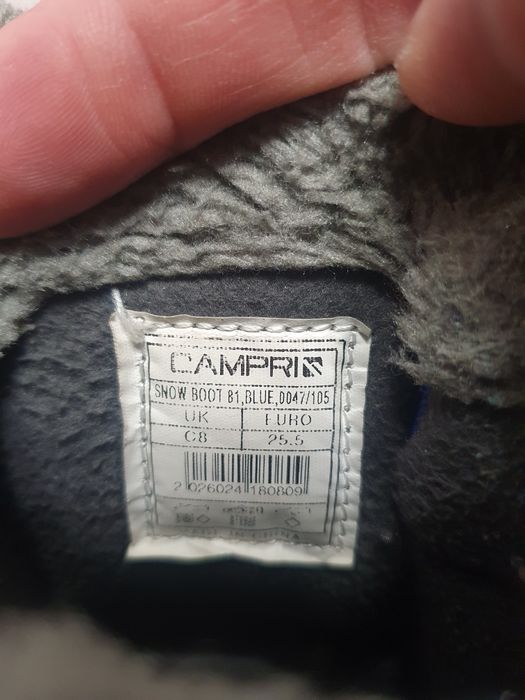 CAMPRI
SNOW BOOT 81,BLUE,D047/105
UK EURO
C8 25.5
2 026024 180809